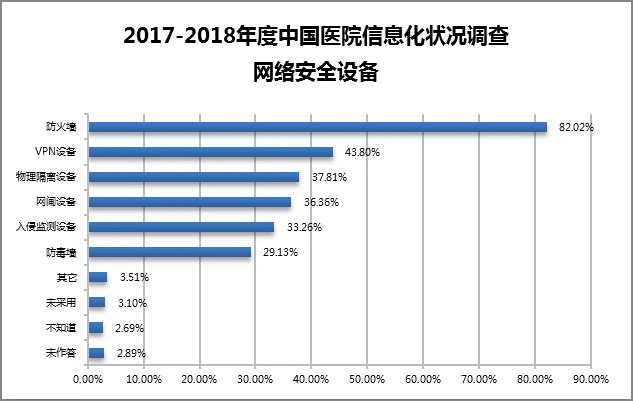 2017-2018年度中国医院信息化状况调查
网络安全设备
防火墙 82.02%
VPN设备 43.80%
物理隔离设备 37.81%
网闸设备 36.36%
入侵监测设备 33.26%
防毒墙 29.13%
其它 3.51%
未采用 3.10%
不知道 2.69%
未作答 2.89%
0.00% 10.00% 20.00% 30.00% 40.00% 50.00% 60.00% 70.00% 80.00% 90.00%